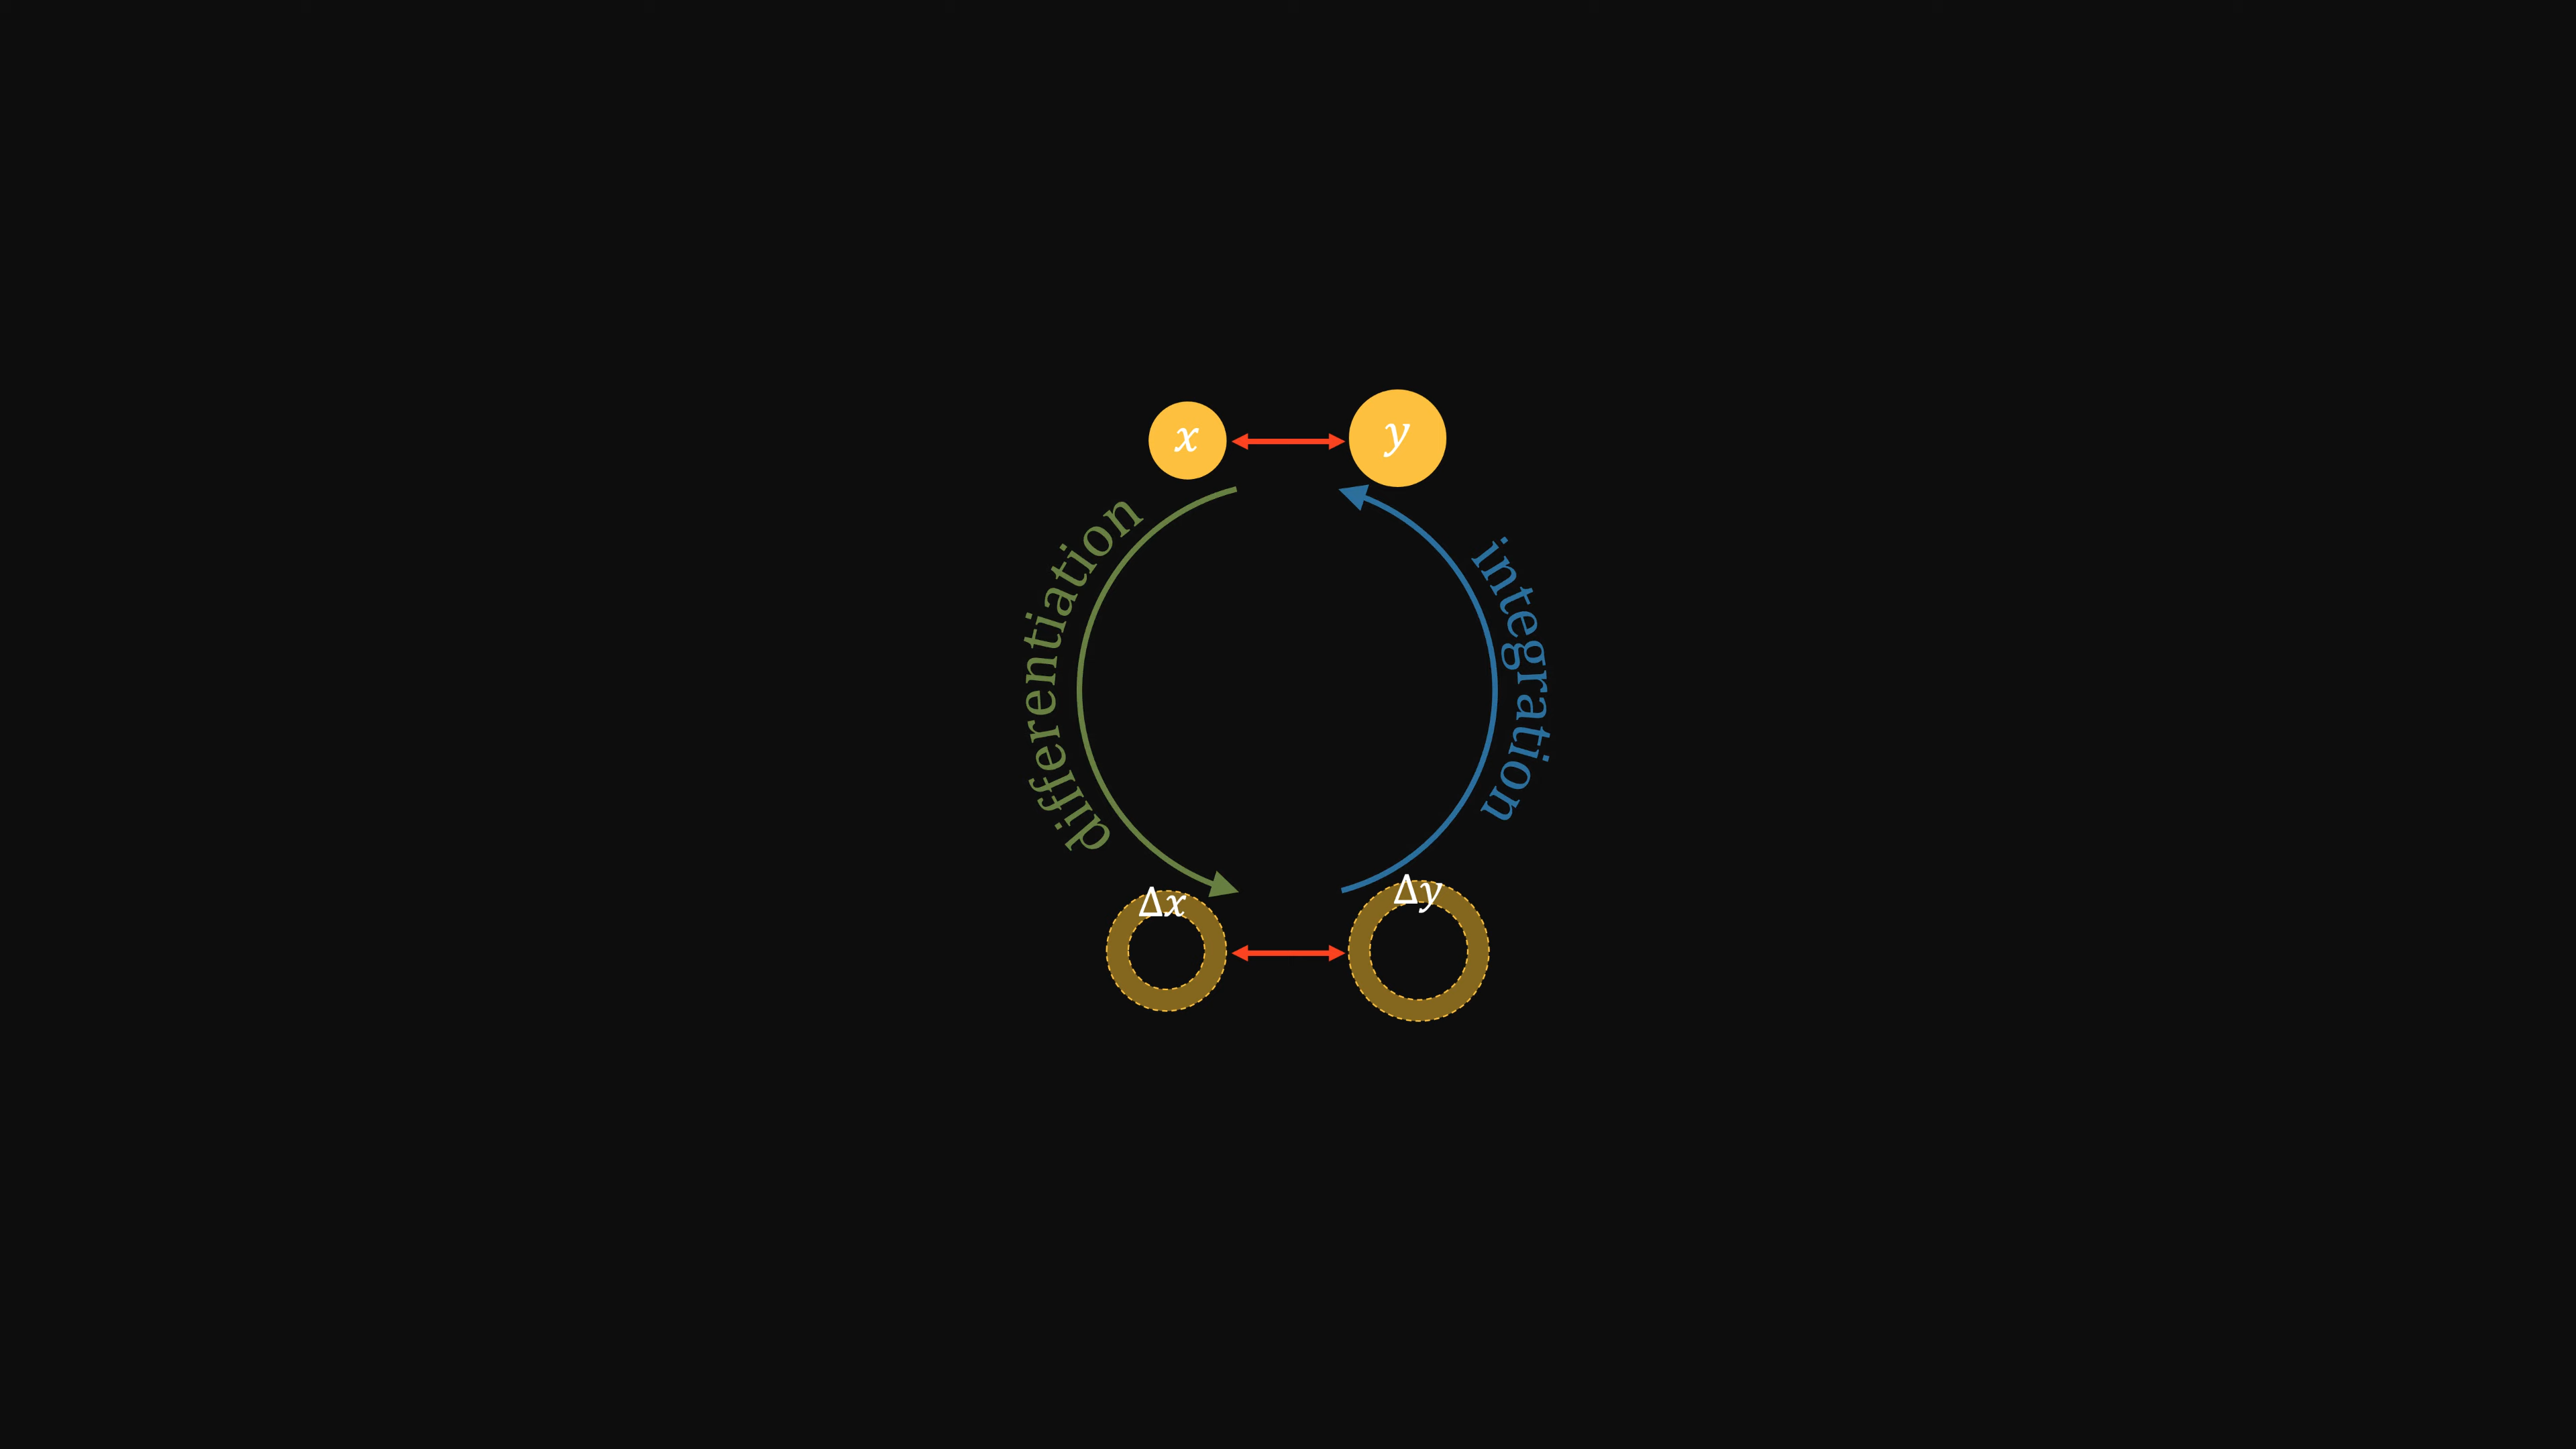 x
y
differentiation
integration
Δx
Δy